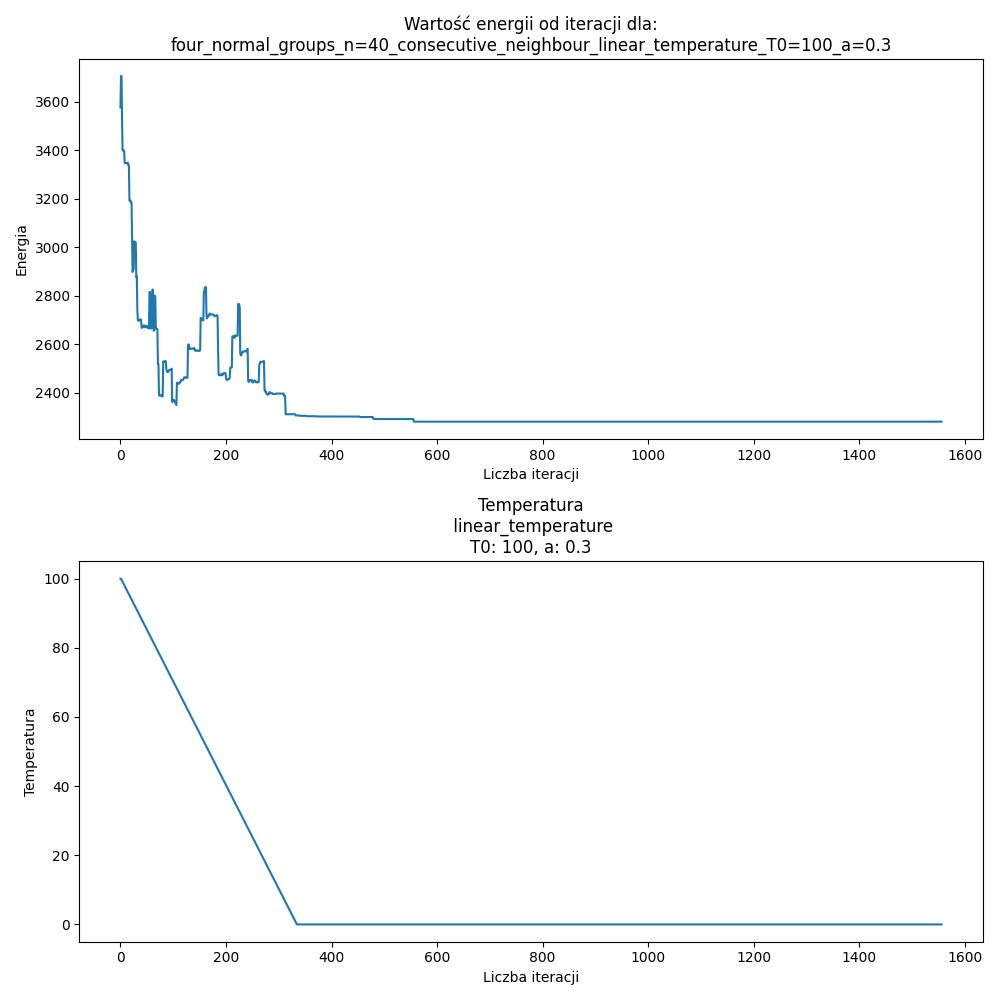 Wartość energii od iteracji dla:
four_normal_groups_n=40_consecutive_neighbour_linear_temperature_T0=100_a=0.3
3600
3400
3200
3000
2800
2600
2400
Energia
0 200 400 600 800 1000 1200 1400 1600
Liczba iteracji
Temperatura
linear_temperature
T0: 100, a: 0.3
100
80
60
40
20
0
Temperatura
0 200 400 600 800 1000 1200 1400 1600
Liczba iteracji